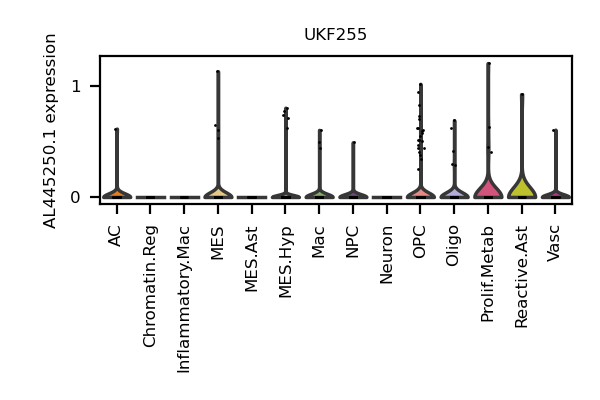 UKF255
AL445250.1 expression
1
0
AC
Chromatin.Reg
Inflammatory.Mac
MES
MES.Ast
MES.Hyp
Mac
NPC
Neuron
OPC
Oligo
Prolif.Metab
Reactive.Ast
Vasc